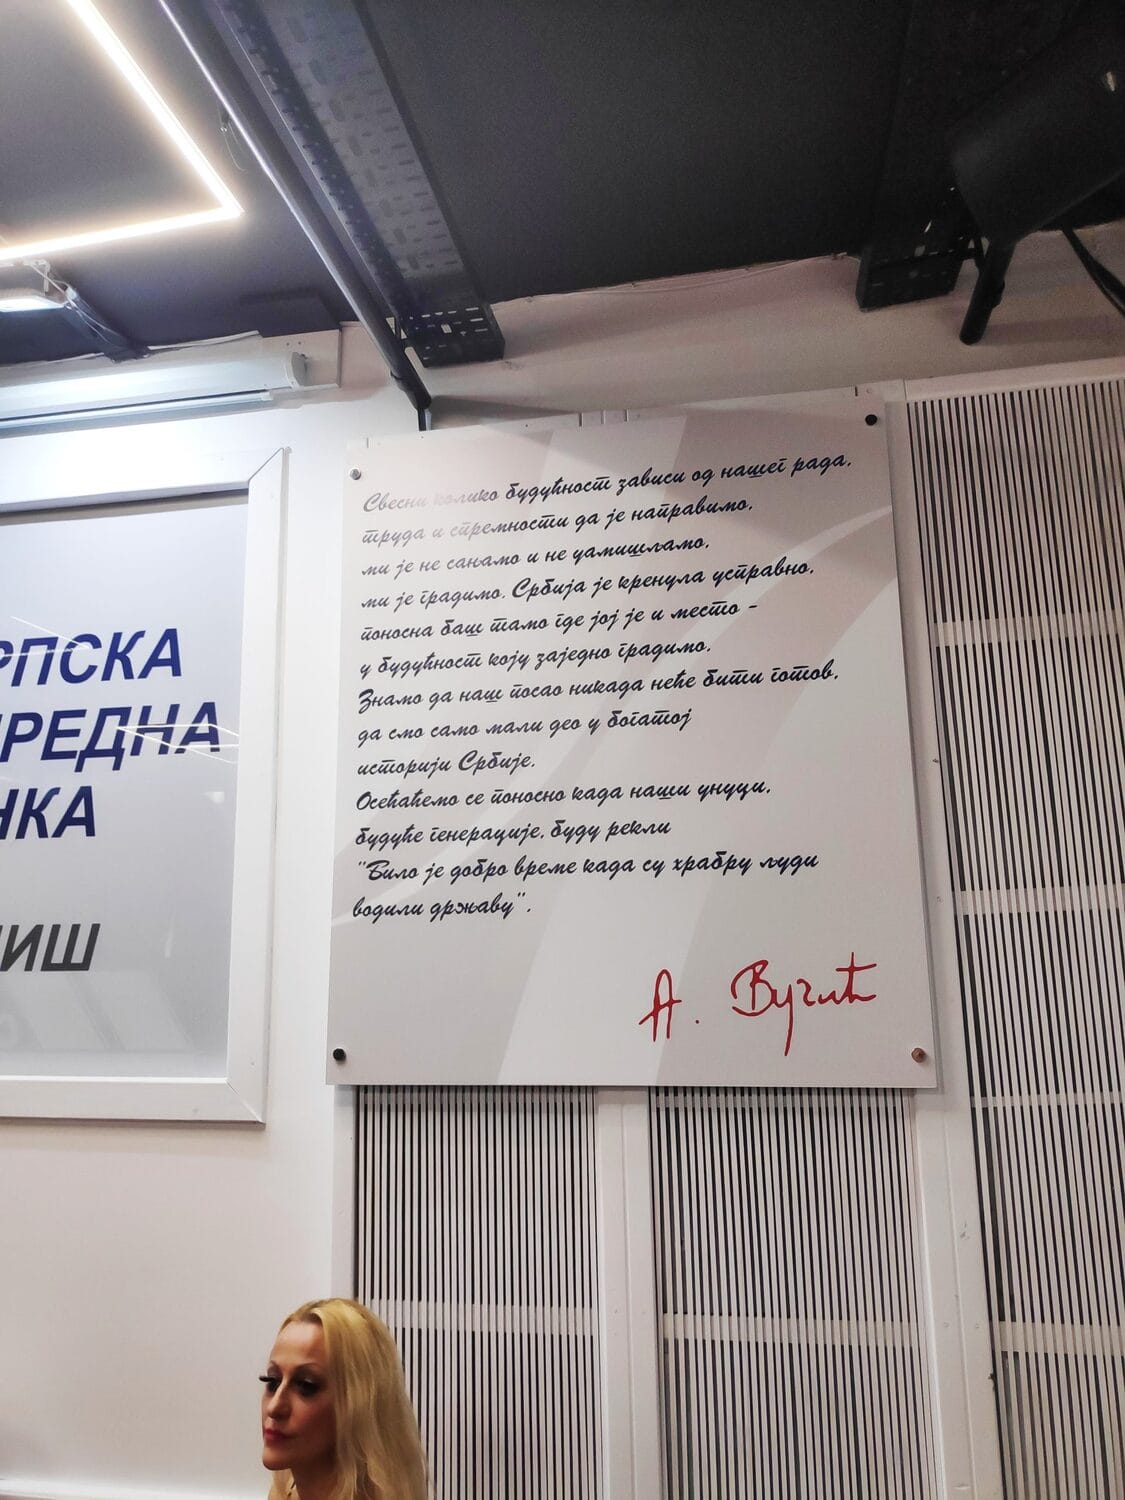 РПСКА
РЕДНА
НКА
НИШ
Свесни колико будућност зависи од нашег рада,
труда и спремности да је направимо,
ми је не сањамо и не уамишљамо,
ми је градимо. Србија је кренула усправно,
поносна баш тамо где јој је и место -
у будућност коју заједно градимо.
Знамо да наш посао никада неће бити готов,
да смо само мали део у богатој
историји Србије.
Осећаћемо се поносно када наши унуци,
будуће генерације, буду рекли
"Било је добро време када су храбру људи
водили државу".
А. Вучић